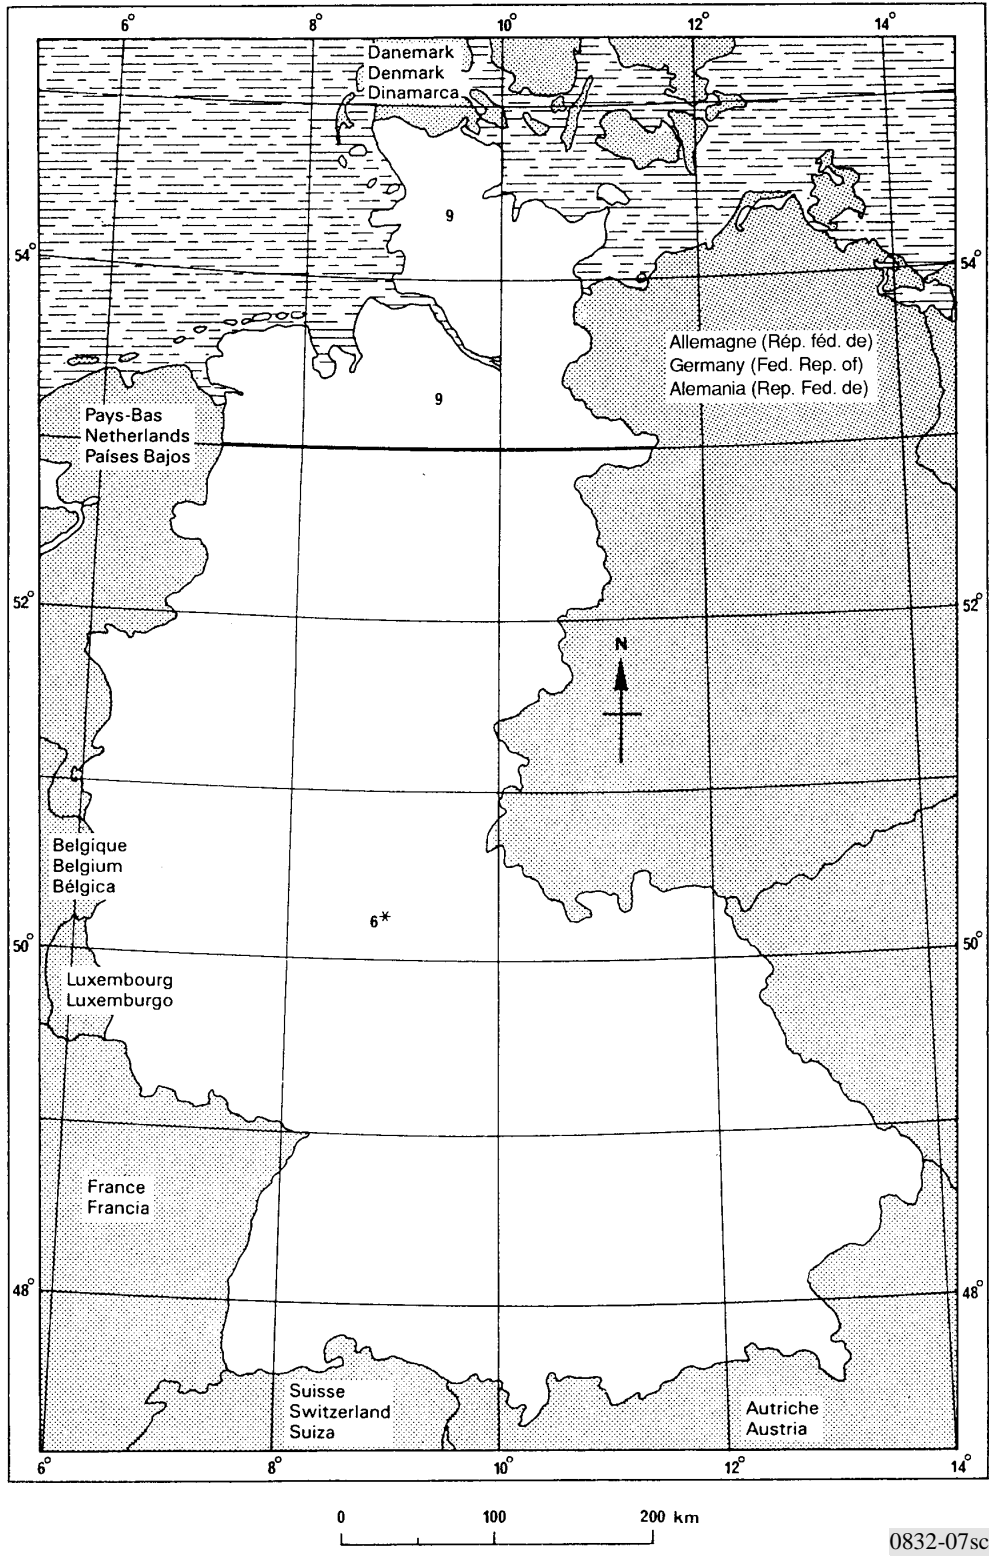 6° 8° 10° 12° 14°
Danemark
Denmark
Dinamarca
9
54° 54°
Allemagne (Rép. féd. de)
Germany (Fed. Rep. of)
Alemania (Rep. Fed. de)
9
Pays-Bas
Netherlands
Países Bajos
52° 52°
N
Belgique
Belgium
Bélgica
6*
50° 50°
Luxembourg
Luxemburgo
France
Francia
48° 48°
Suisse
Switzerland
Suiza
Autriche
Austria
6° 8° 10° 12° 14°
0 100 200 km
0832-07sc